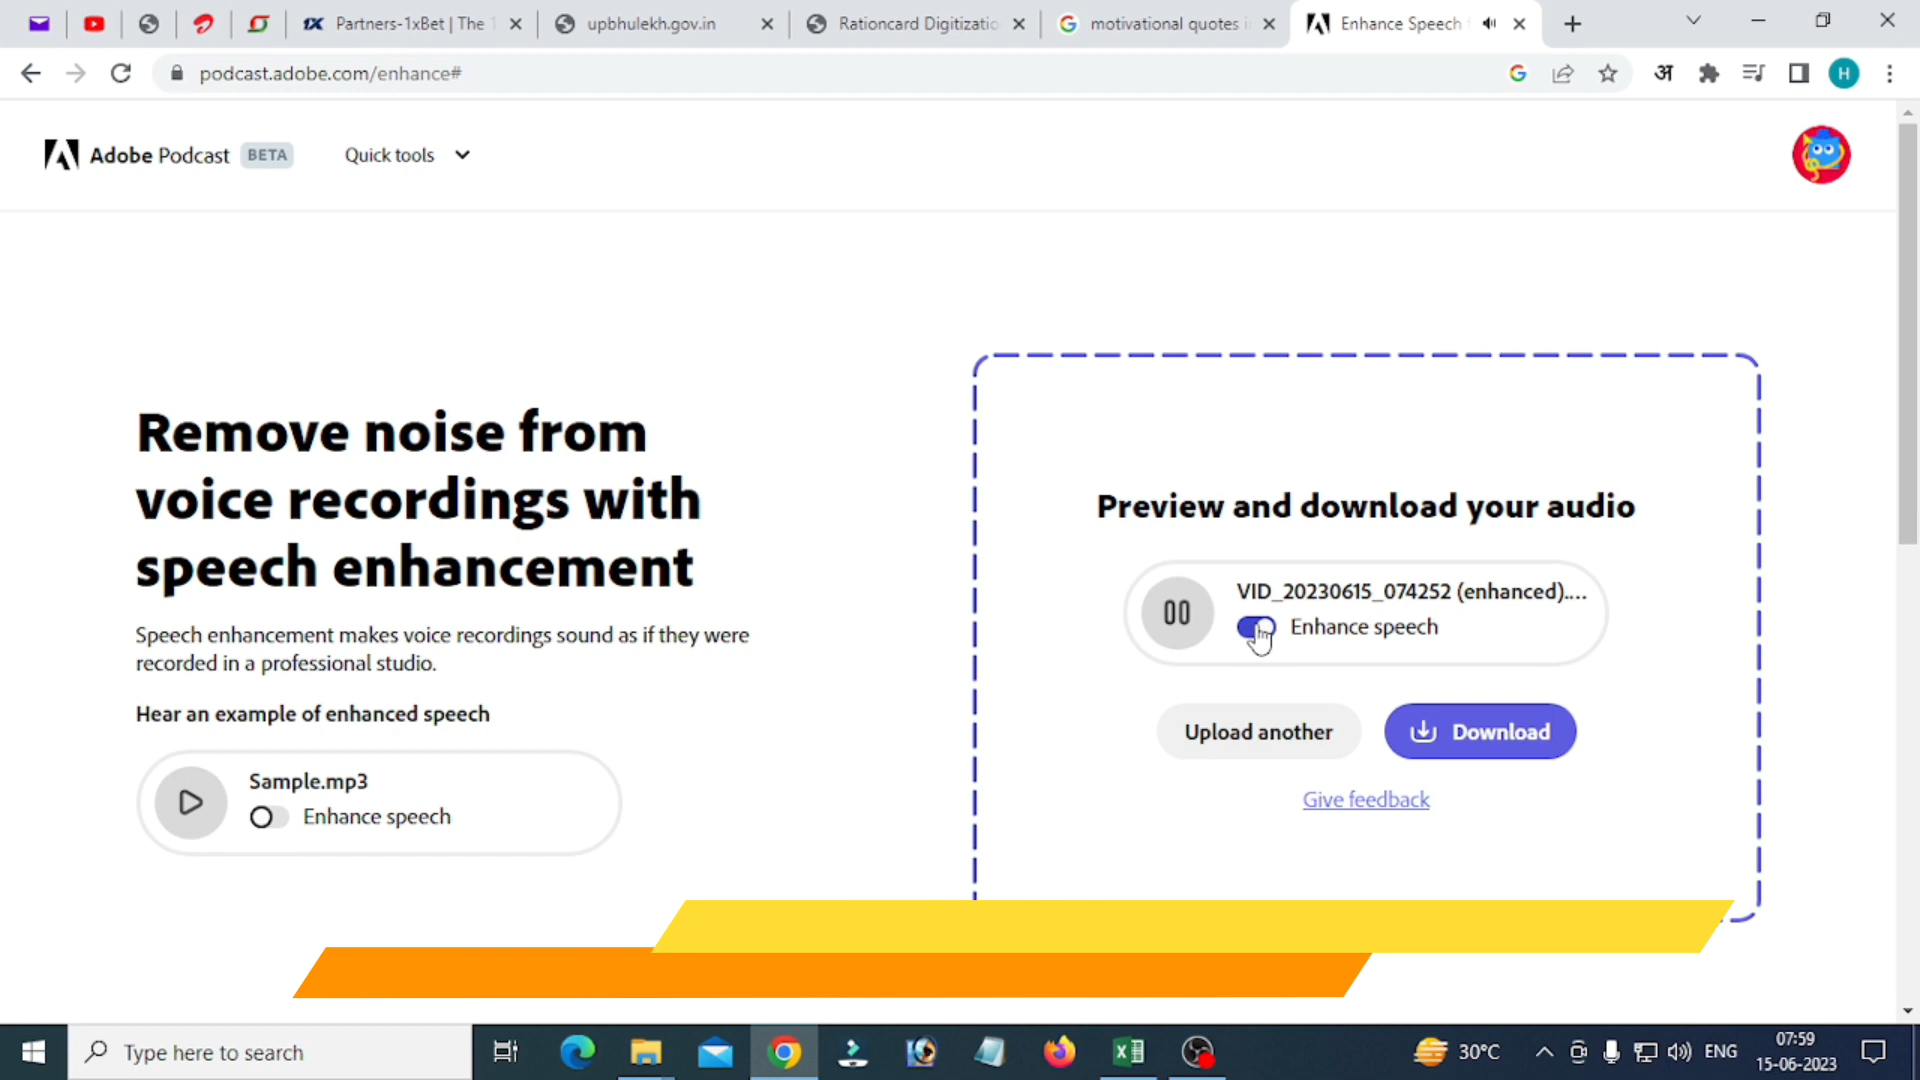 Partners-1xBet | The 1
upbhulekh.gov.in
Rationcard Digitizatio
motivational quotes i
Enhance Speech f
podcast.adobe.com/enhance#
अ
H
Adobe Podcast BETA
Quick tools
Remove noise from
voice recordings with
speech enhancement
Speech enhancement makes voice recordings sound as if they were
recorded in a professional studio.
Hear an example of enhanced speech
Sample.mp3
Enhance speech
Preview and download your audio
VID_20230615_074252 (enhanced)....
Enhance speech
Upload another
Download
Give feedback
Type here to search
30°C
ENG
07:59
15-06-2023